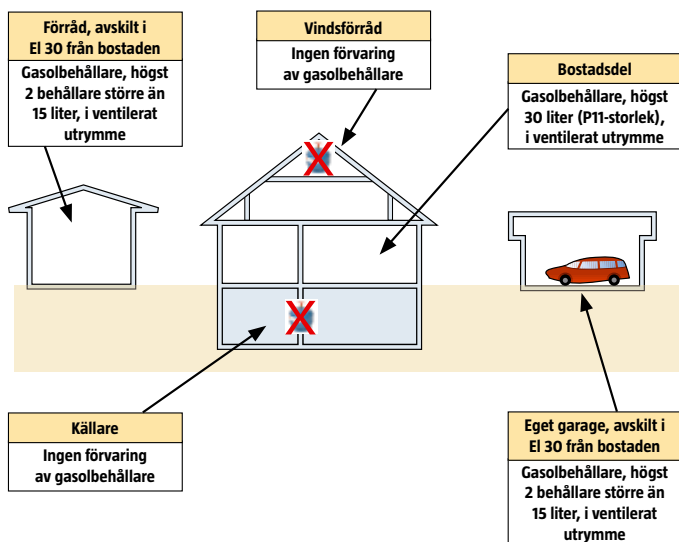 Förråd, avskilt i
El 30 från bostaden
Gasolbehållare, högst
2 behållare större än
15 liter, i ventilerat
utrymme
Vindsförråd
Ingen förvaring
av gasolbehållare
Bostadsdel
Gasolbehållare, högst
30 liter (P11-storlek),
i ventilerat utrymme
Källare
Ingen förvaring
av gasolbehållare
Eget garage, avskilt i
El 30 från bostaden
Gasolbehållare, högst
2 behållare större än
15 liter, i ventilerat
utrymme